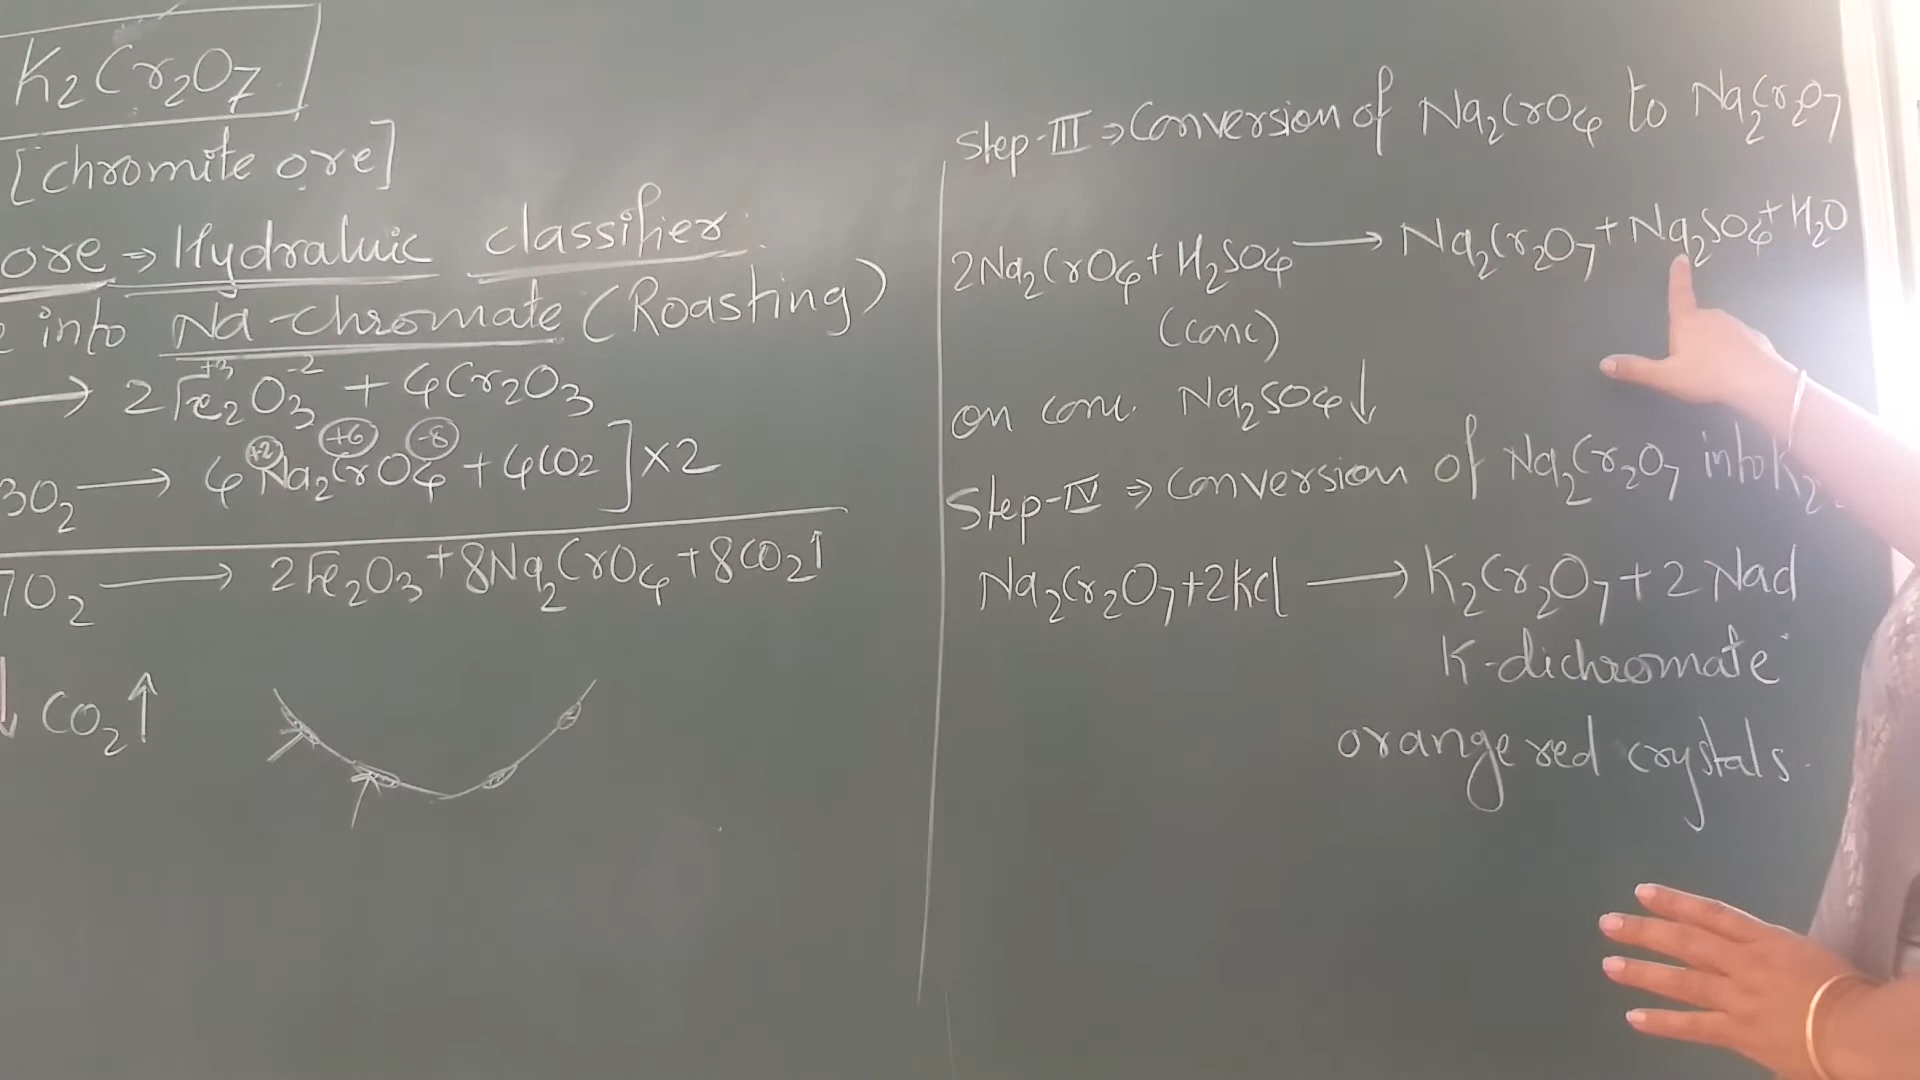 K2Cr2O7
[chromite ore]
ore ⇒ Hydraluic classifier
into Na-chromate (Roasting)
→ 2Fe2O3 + 4Cr2O3
+3 -2
+2 +6 -8
3O2 → 4Na2CrO4 + 4CO2 ] ×2
7O2 → 2Fe2O3 + 8Na2CrO4 + 8CO2↑
↓ CO2↑
Step-III ⇒ Conversion of Na2CrO4 to Na2Cr2O7
2Na2CrO4 + H2SO4 → Na2Cr2O7 + Na2SO4 + H2O
(conc)
on conc. Na2SO4↓
Step-IV ⇒ Conversion of Na2Cr2O7 into K2
Na2Cr2O7 + 2KCl → K2Cr2O7 + 2NaCl
K-dichromate
orange red crystals.